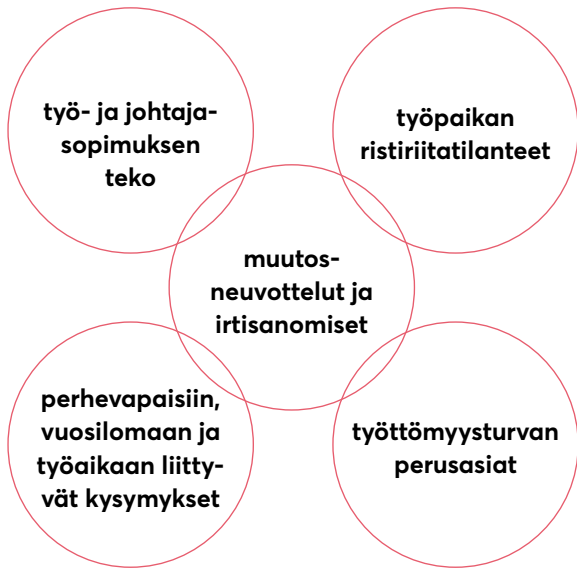 työ- ja johtaja-
sopimuksen
teko
työpaikan
ristiriitatilanteet
muutos-
neuvottelut ja
irtisanomiset
perhevapaisiin,
vuosilomaan ja
työaikaan liitty-
vät kysymykset
työttömyysturvan
perusasiat